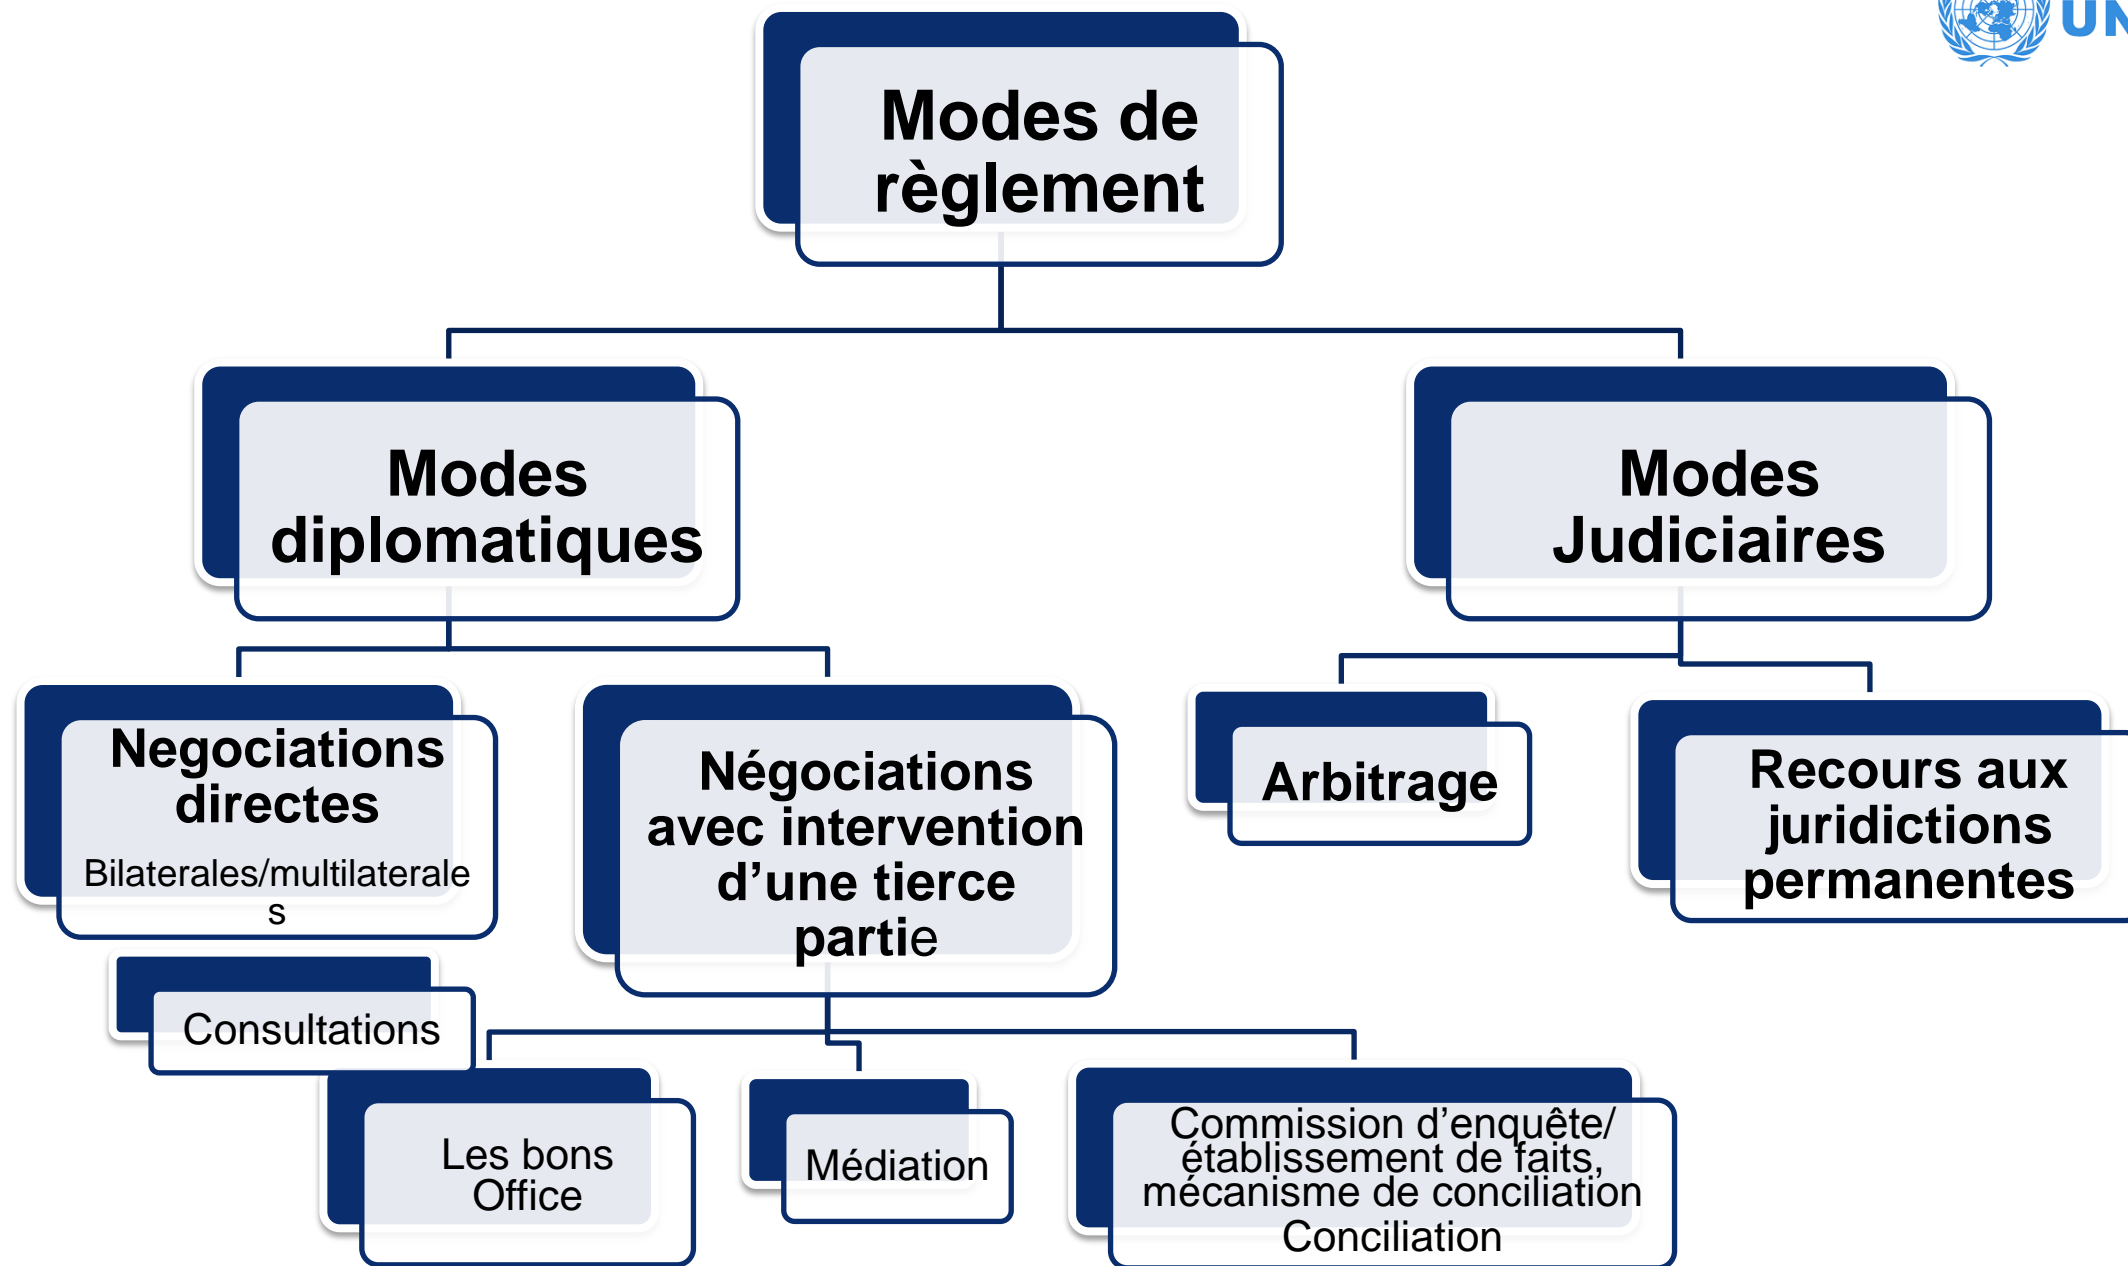 UN
Modes de
règlement
Modes
diplomatiques
Modes
Judiciaires
Negociations
directes
Bilaterales/multilaterale
s
Négociations
avec intervention
d’une tierce
partie
Arbitrage
Recours aux
juridictions
permanentes
Consultations
Les bons
Office
Médiation
Commission d’enquête/
établissement de faits,
mécanisme de conciliation
Conciliation